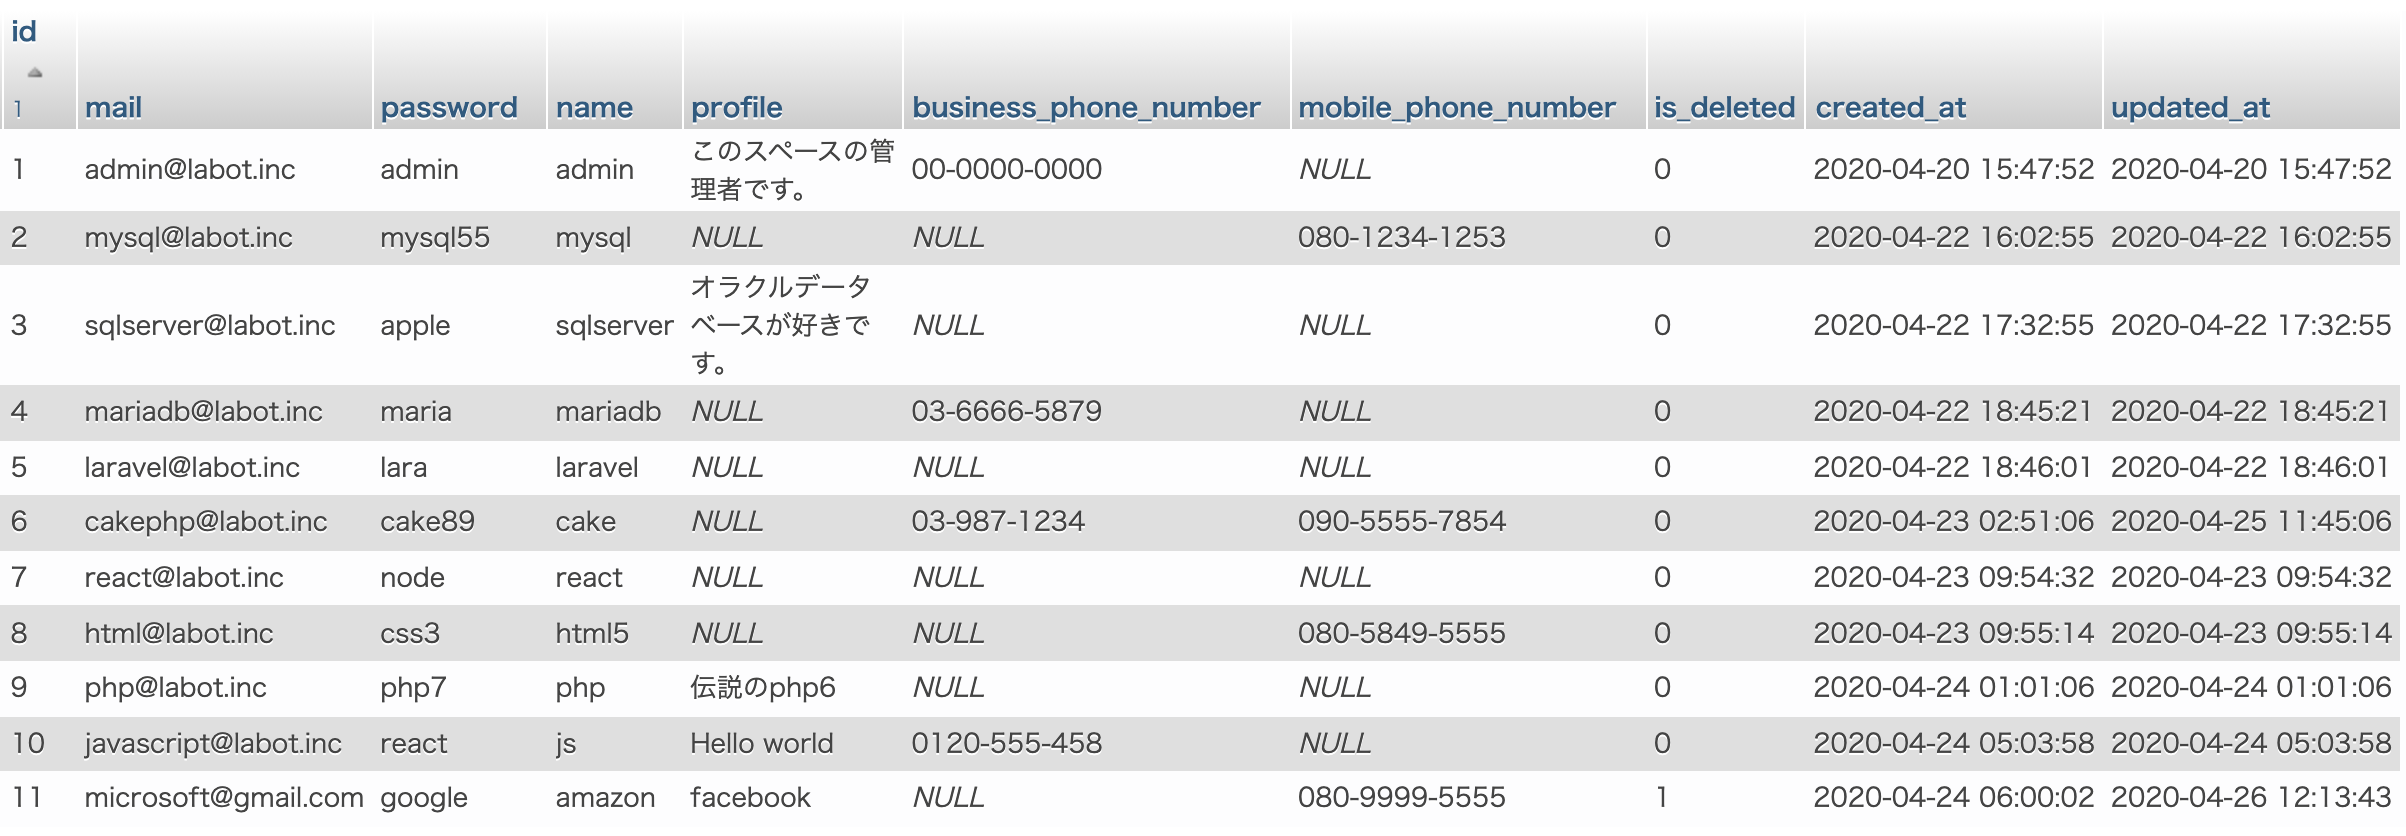 id
1 mail password name profile business_phone_number mobile_phone_number is_deleted created_at updated_at
1 admin@labot.inc admin admin このスペースの管 00-0000-0000 NULL 0 2020-04-20 15:47:52 2020-04-20 15:47:52
理者です。
2 mysql@labot.inc mysql55 mysql NULL NULL 080-1234-1253 0 2020-04-22 16:02:55 2020-04-22 16:02:55
オラクルデータ
3 sqlserver@labot.inc apple sqlserver ベースが好きで NULL NULL 0 2020-04-22 17:32:55 2020-04-22 17:32:55
す。
4 mariadb@labot.inc maria mariadb NULL 03-6666-5879 NULL 0 2020-04-22 18:45:21 2020-04-22 18:45:21
5 laravel@labot.inc lara laravel NULL NULL NULL 0 2020-04-22 18:46:01 2020-04-22 18:46:01
6 cakephp@labot.inc cake89 cake NULL 03-987-1234 090-5555-7854 0 2020-04-23 02:51:06 2020-04-25 11:45:06
7 react@labot.inc node react NULL NULL NULL 0 2020-04-23 09:54:32 2020-04-23 09:54:32
8 html@labot.inc css3 html5 NULL NULL 080-5849-5555 0 2020-04-23 09:55:14 2020-04-23 09:55:14
9 php@labot.inc php7 php 伝説のphp6 NULL NULL 0 2020-04-24 01:01:06 2020-04-24 01:01:06
10 javascript@labot.inc react js Hello world 0120-555-458 NULL 0 2020-04-24 05:03:58 2020-04-24 05:03:58
11 microsoft@gmail.com google amazon facebook NULL 080-9999-5555 1 2020-04-24 06:00:02 2020-04-26 12:13:43